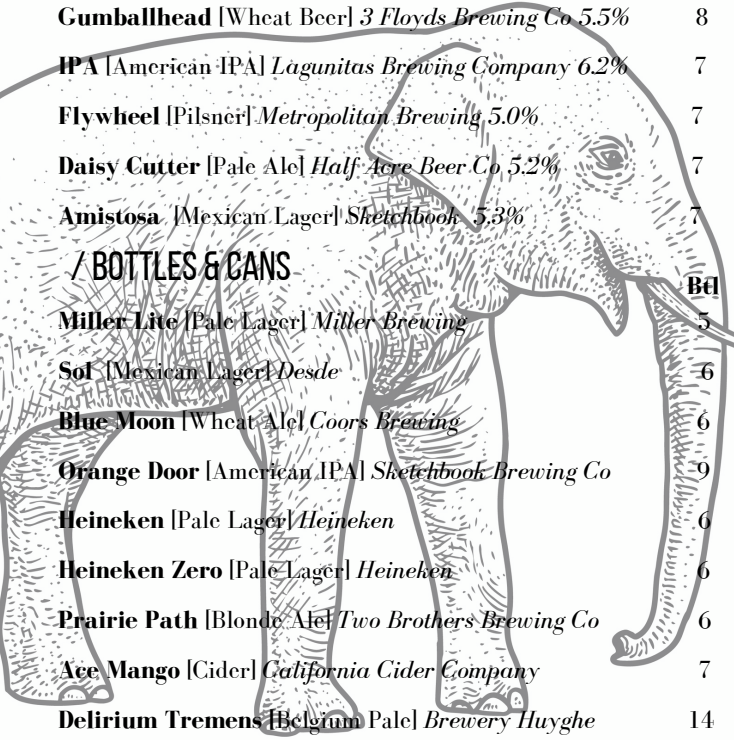 Gumballhead [Wheat Beer] 3 Floyds Brewing Co 5.5% 8
IPA [American IPA] Lagunitas Brewing Company 6.2% 7
Flywheel [Pilsner] Metropolitan Brewing 5.0% 7
Daisy Cutter [Pale Ale] Half Acre Beer Co 5.2% 7
Amistosa [Mexican Lager] Sketchbook 5.3% 7
/ BOTTLES & CANS
Btl
Miller Lite [Pale Lager] Miller Brewing 5
Sol [Mexican Lager] Desde 6
Blue Moon [Wheat Ale] Coors Brewing 6
Orange Door [American IPA] Sketchbook Brewing Co 9
Heineken [Pale Lager] Heineken 6
Heineken Zero [Pale Lager] Heineken 6
Prairie Path [Blonde Ale] Two Brothers Brewing Co 6
Ace Mango [Cider] California Cider Company 7
Delirium Tremens [Belgium Pale] Brewery Huyghe 14